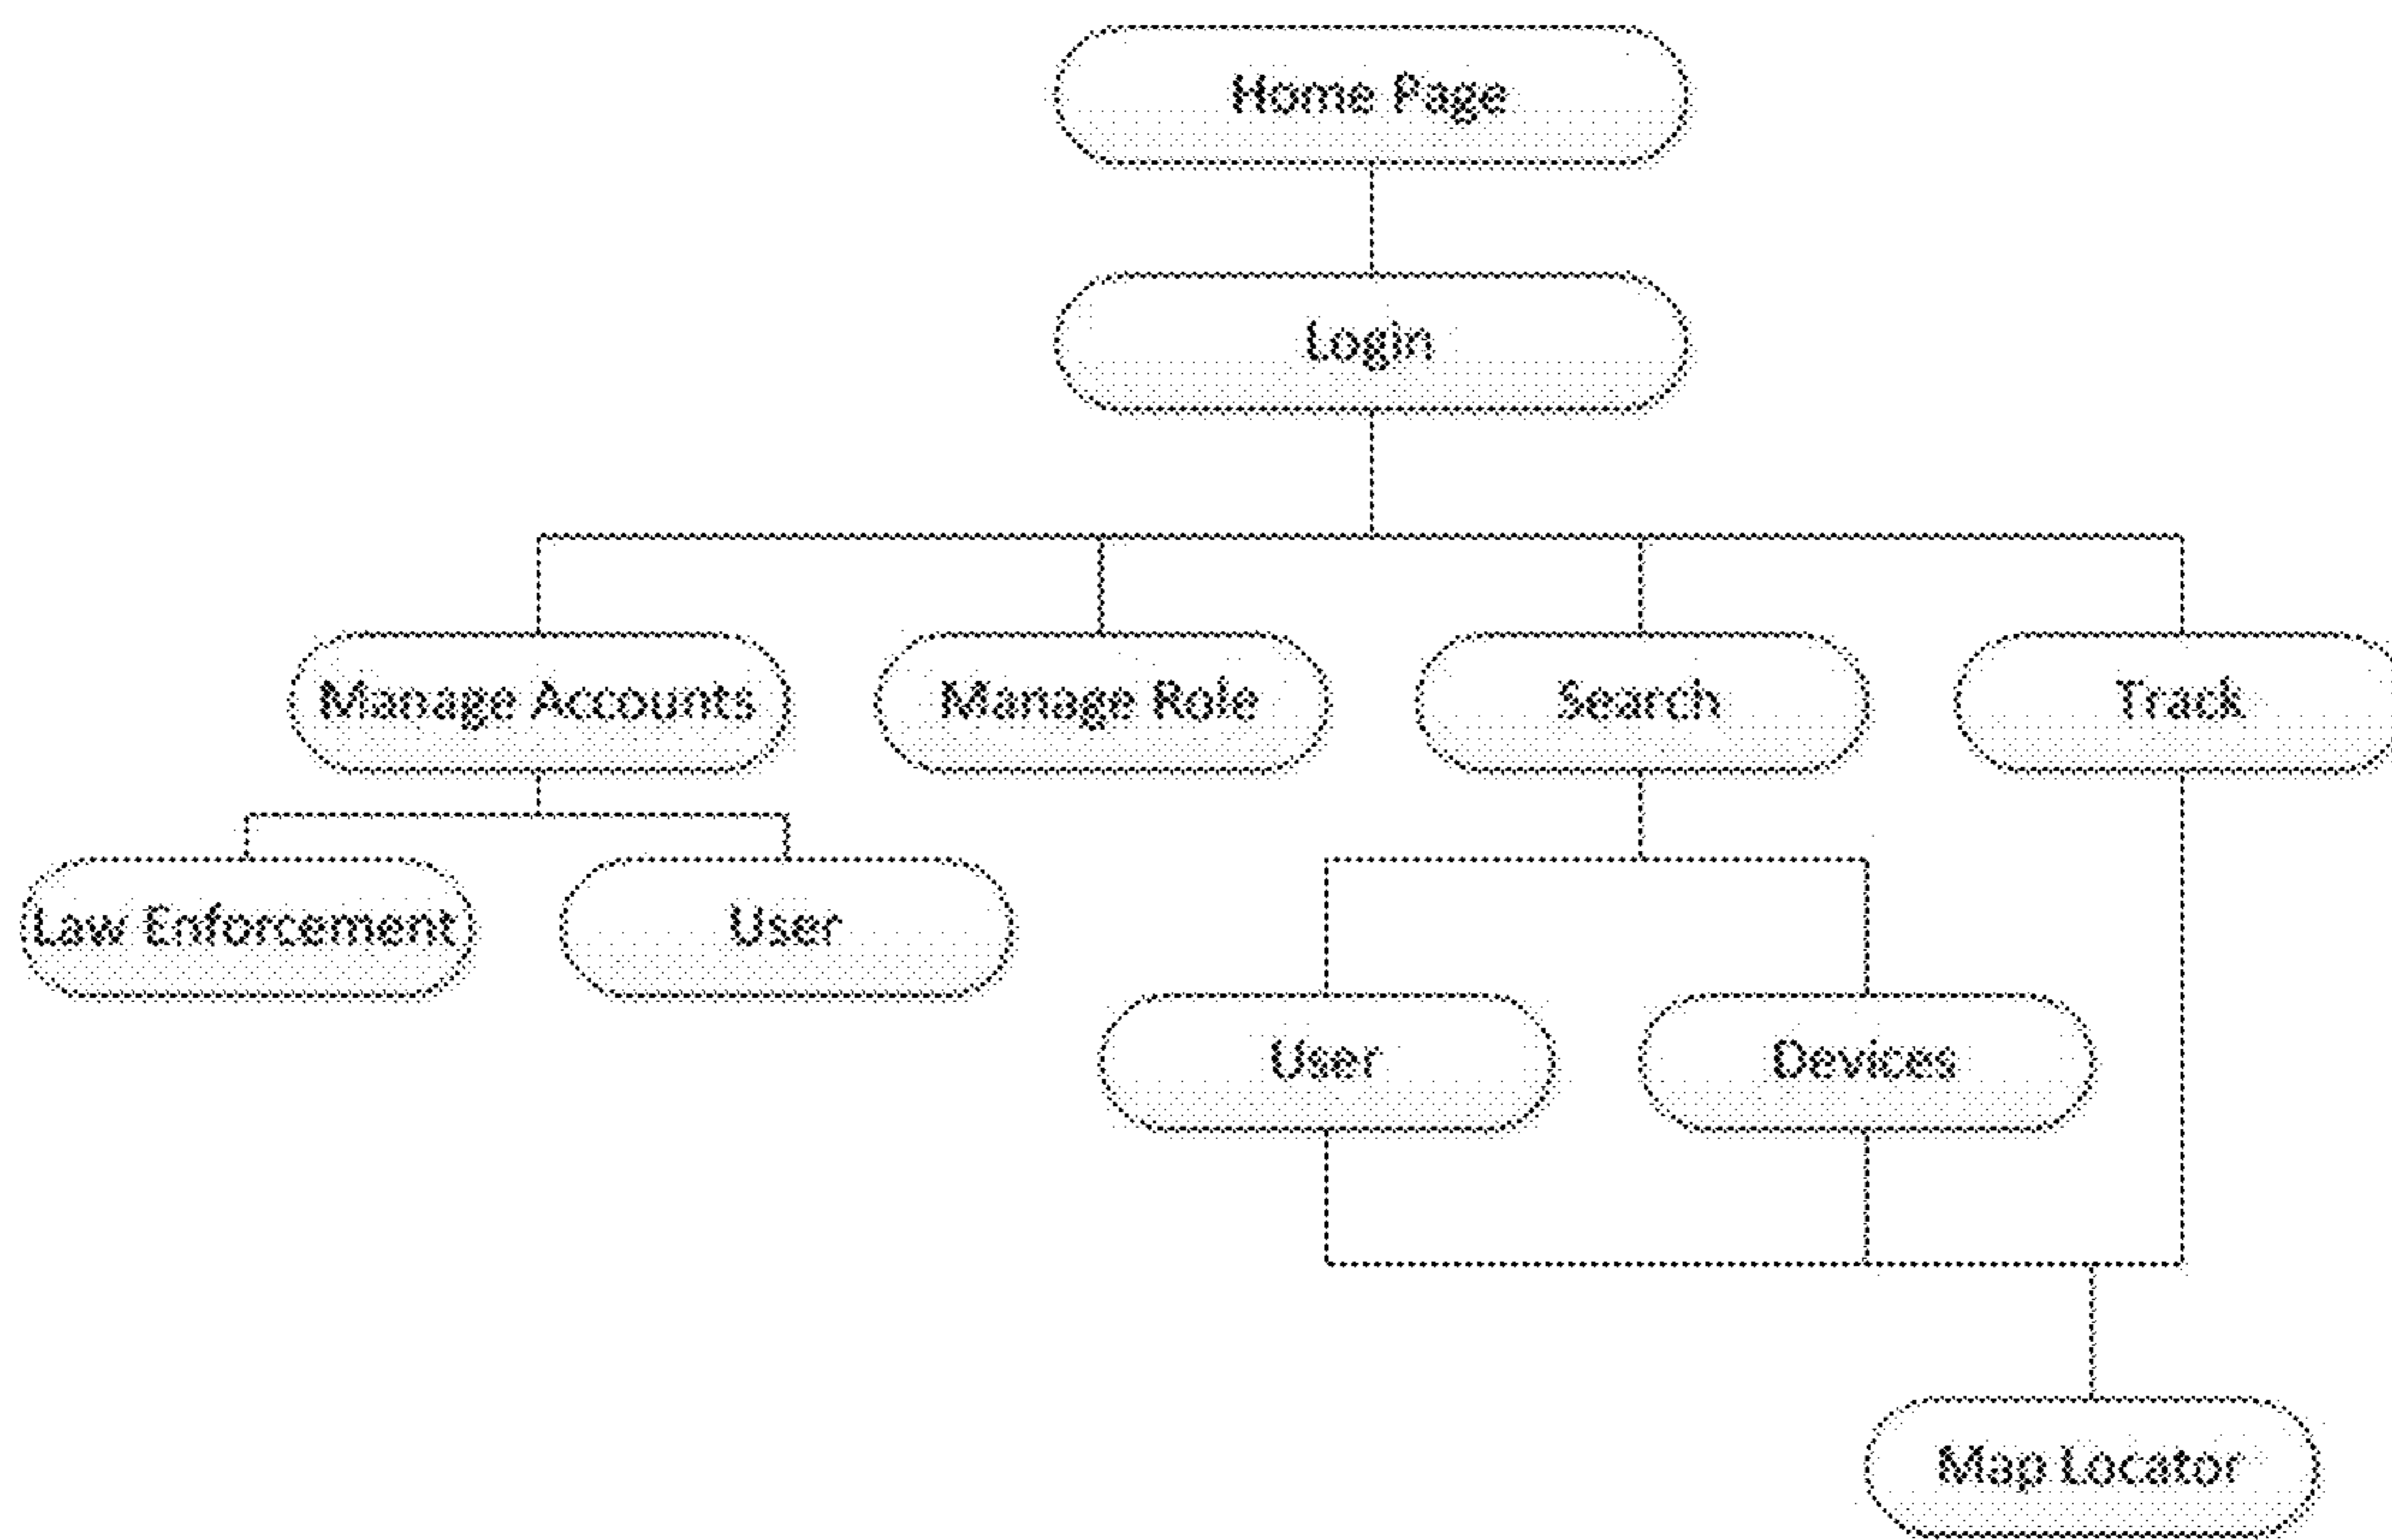 Home Page
Login
Manage Accounts
Manage Role
Search
Track
Law Enforcement
User
User
Devices
Map Locator